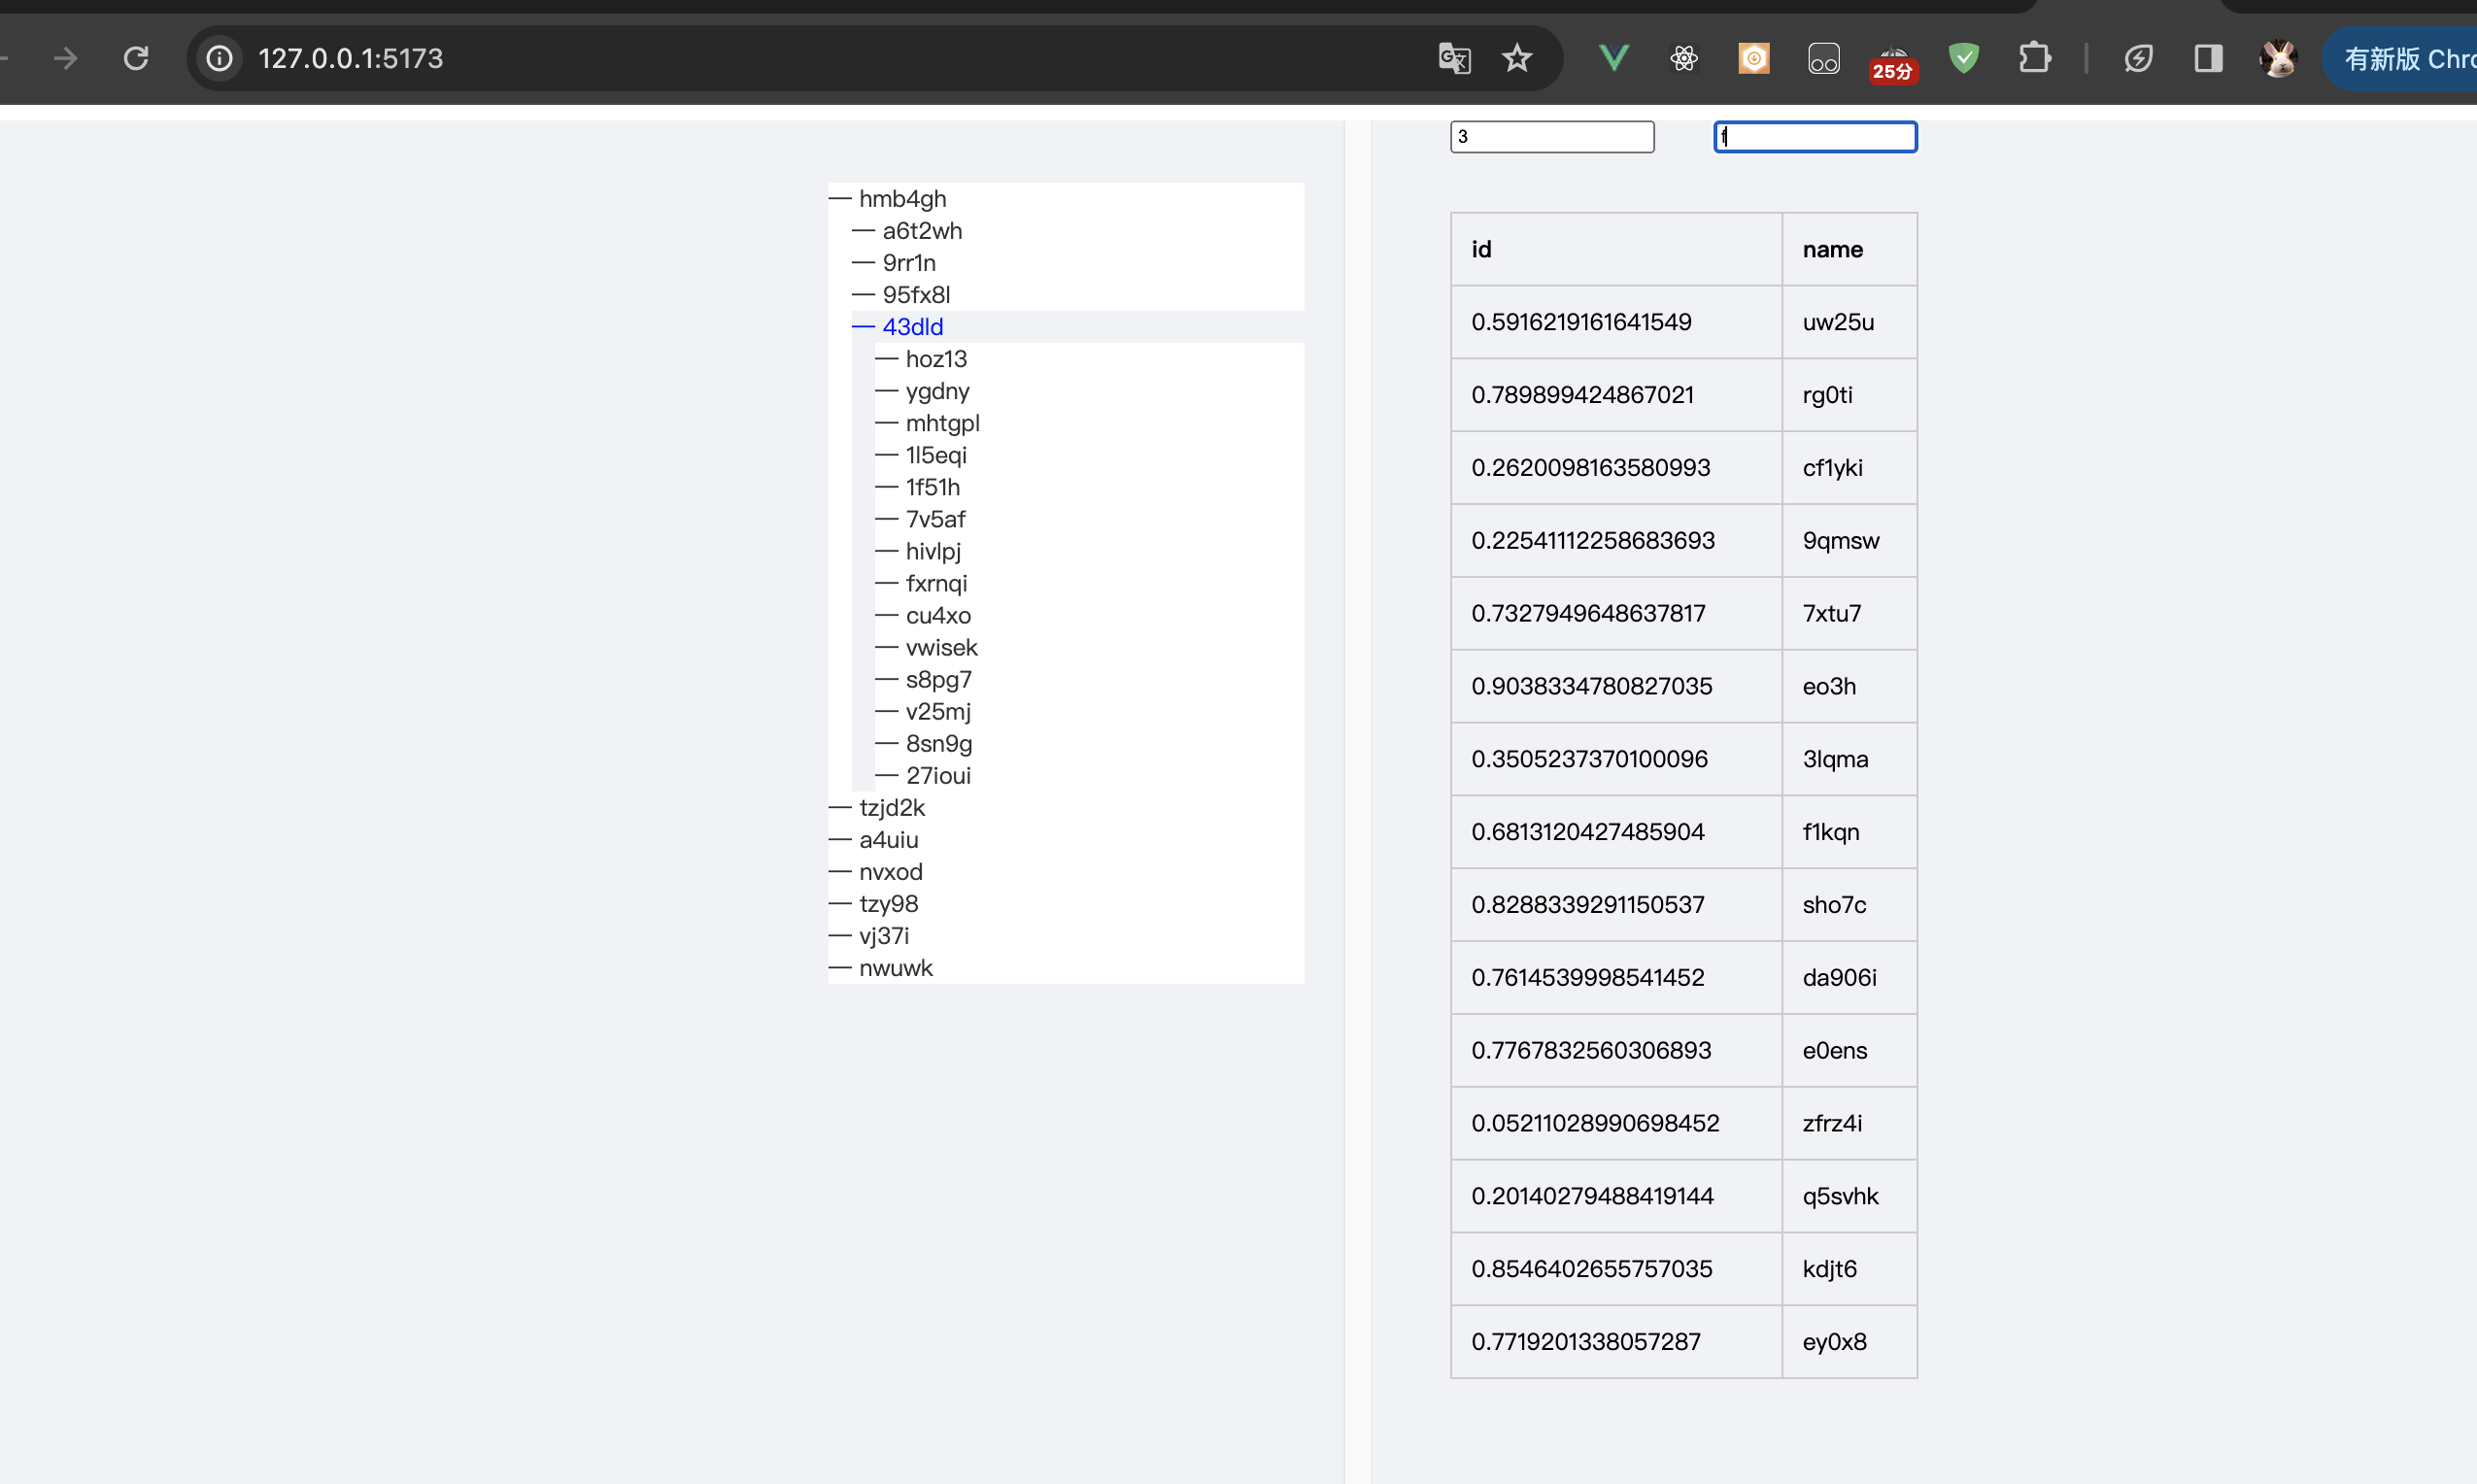 127.0.0.1:5173
25分
有新版 Chro
3
f
— hmb4gh
— a6t2wh
— 9rr1n
— 95fx8l
— 43dld
— hoz13
— ygdny
— mhtgpl
— 1l5eqi
— 1f51h
— 7v5af
— hivlpj
— fxrnqi
— cu4xo
— vwisek
— s8pg7
— v25mj
— 8sn9g
— 27ioui
— tzjd2k
— a4uiu
— nvxod
— tzy98
— vj37i
— nwuwk
id name
0.5916219161641549 uw25u
0.789899424867021 rg0ti
0.2620098163580993 cf1yki
0.22541112258683693 9qmsw
0.7327949648637817 7xtu7
0.9038334780827035 eo3h
0.3505237370100096 3lqma
0.6813120427485904 f1kqn
0.8288339291150537 sho7c
0.7614539998541452 da906i
0.7767832560306893 e0ens
0.05211028990698452 zfrz4i
0.20140279488419144 q5svhk
0.8546402655757035 kdjt6
0.7719201338057287 ey0x8